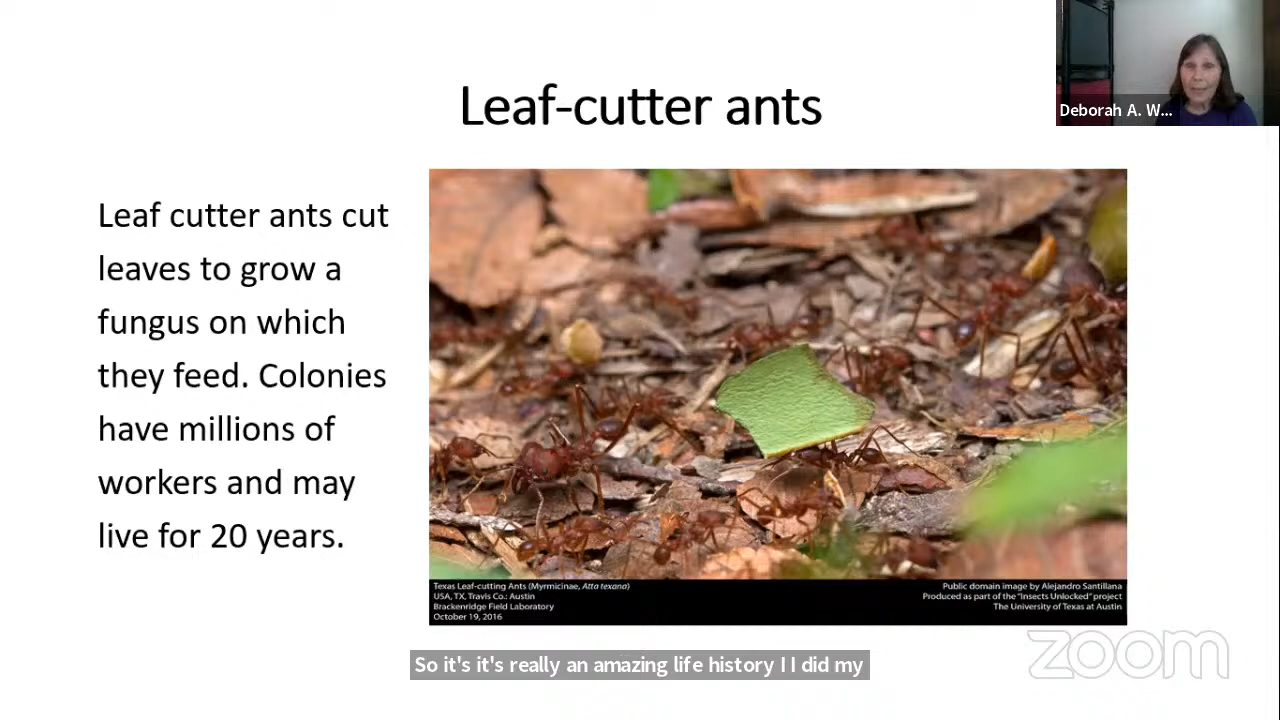 Leaf-cutter ants
Deborah A. W...
Leaf cutter ants cut
leaves to grow a
fungus on which
they feed. Colonies
have millions of
workers and may
live for 20 years.
Texas Leaf-cutting Ants (Myrmicinae, Atta texana)
USA, TX, Travis Co.: Austin
Brackenridge Field Laboratory
October 19, 2016
Public domain image by Alejandro Santillana
Produced as part of the "Insects Unlocked" project
The University of Texas at Austin
So it's it's really an amazing life history I I did my
zoom